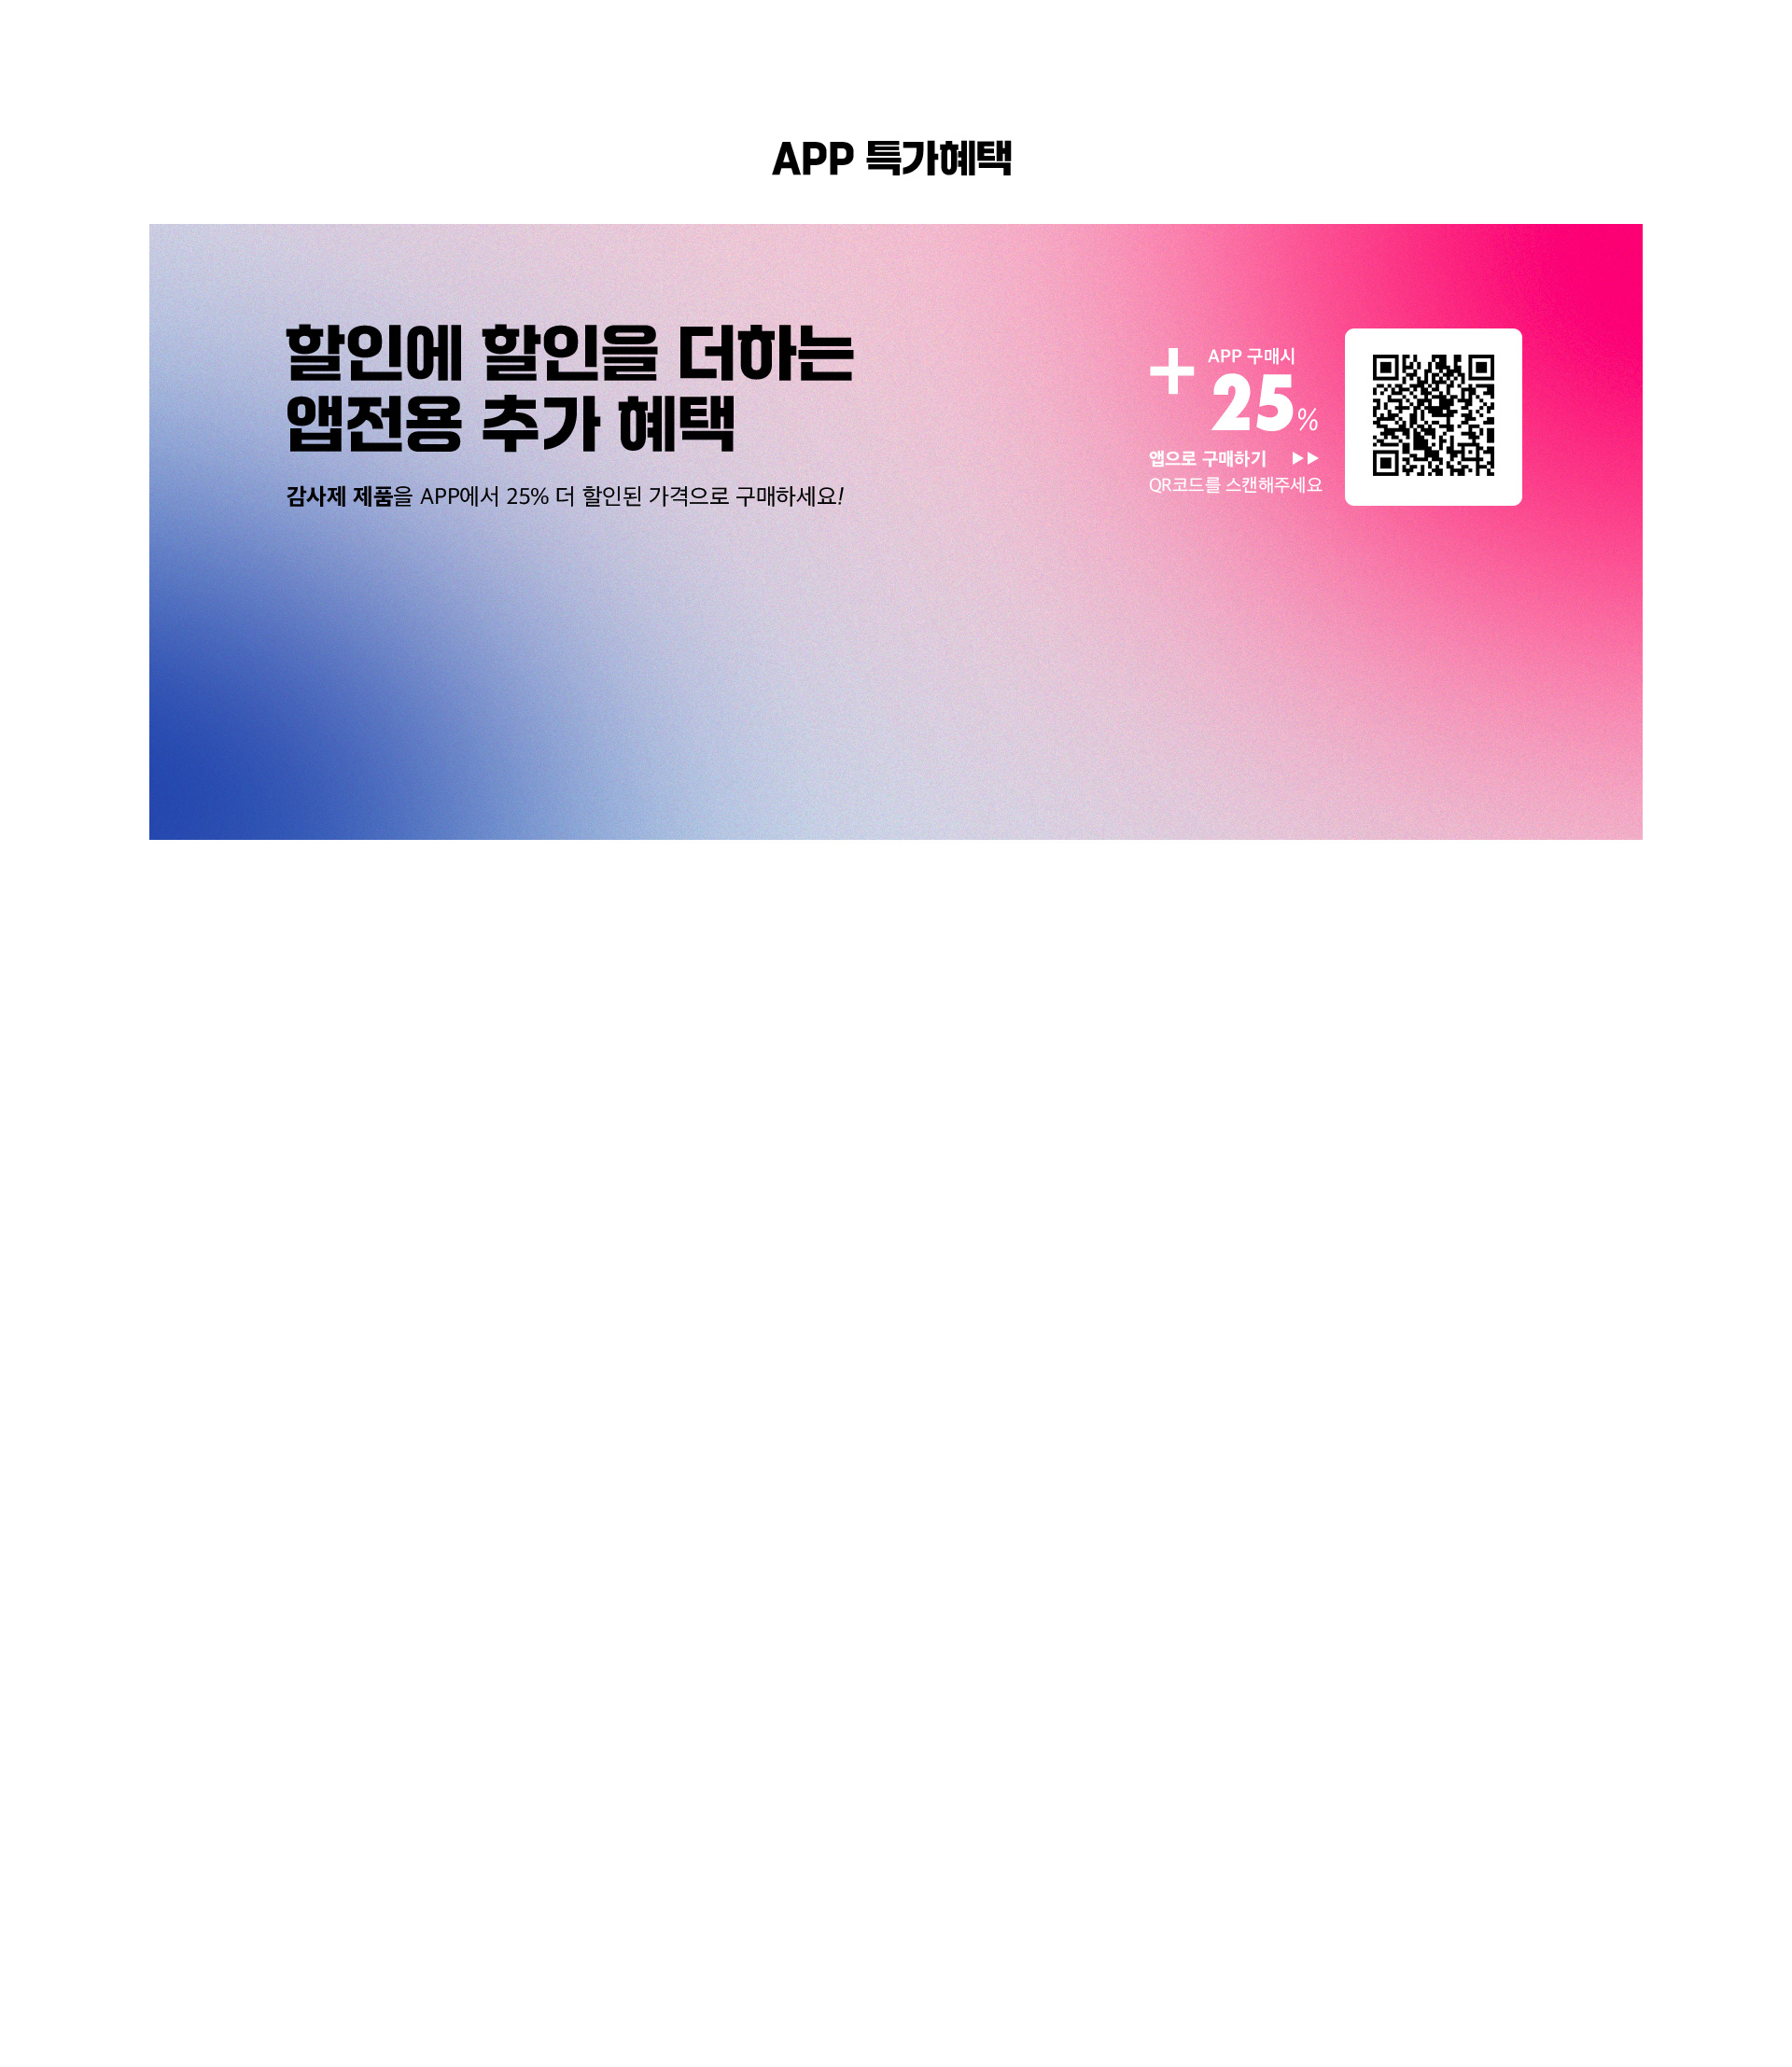 APP 특가혜택
할인에 할인을 더하는
앱전용 추가 혜택
감사제 제품을 APP에서 25% 더 할인된 가격으로 구매하세요!
+ APP 구매시
25%
앱으로 구매하기 ▶▶
QR코드를 스캔해주세요